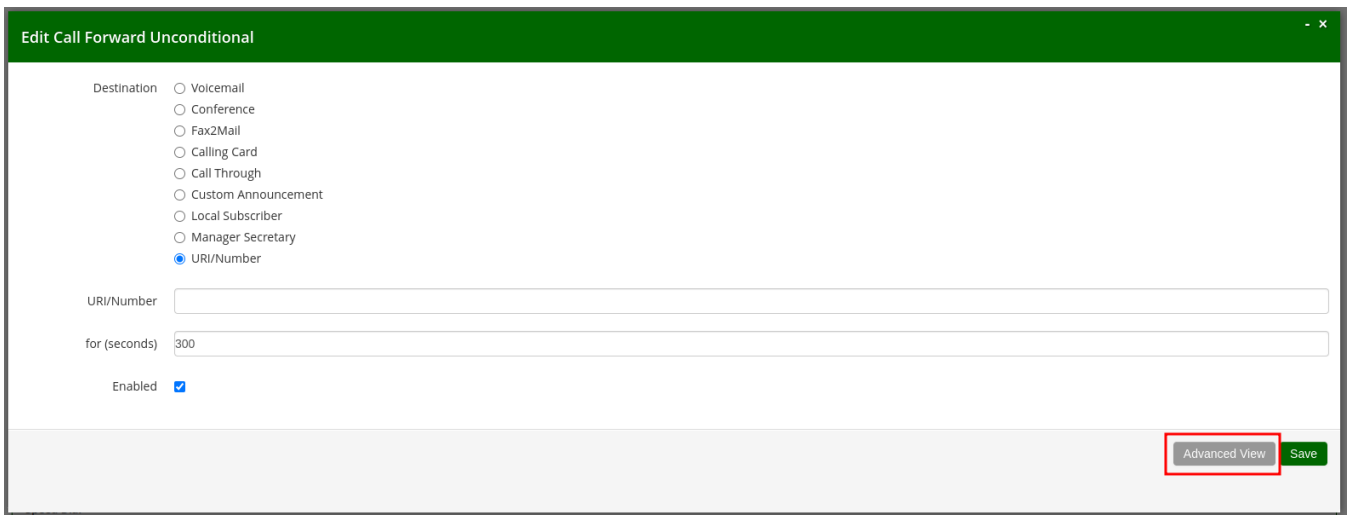 - ×
Edit Call Forward Unconditional
Destination Voicemail
Conference
Fax2Mail
Calling Card
Call Through
Custom Announcement
Local Subscriber
Manager Secretary
URI/Number
URI/Number
for (seconds) 300
Enabled
Advanced View Save